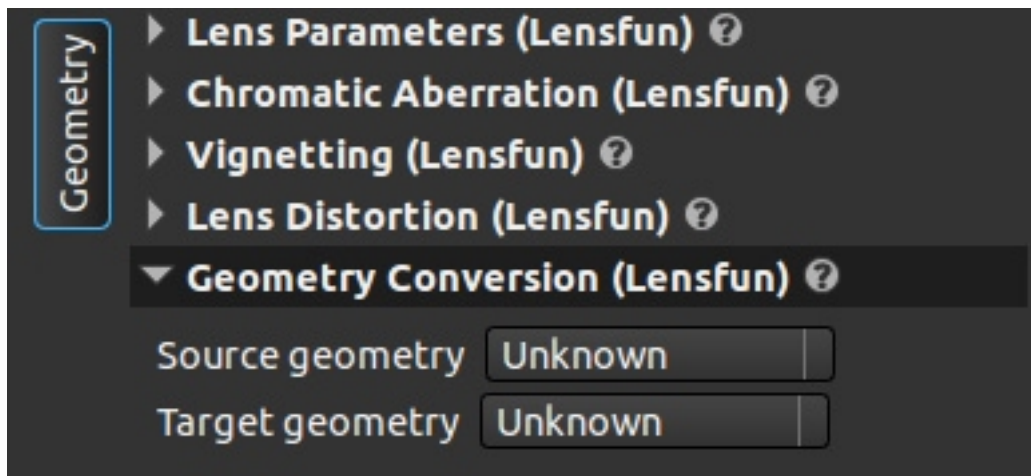 Geometry
Lens Parameters (Lensfun) ?
Chromatic Aberration (Lensfun) ?
Vignetting (Lensfun) ?
Lens Distortion (Lensfun) ?
Geometry Conversion (Lensfun) ?
Source geometry Unknown
Target geometry Unknown